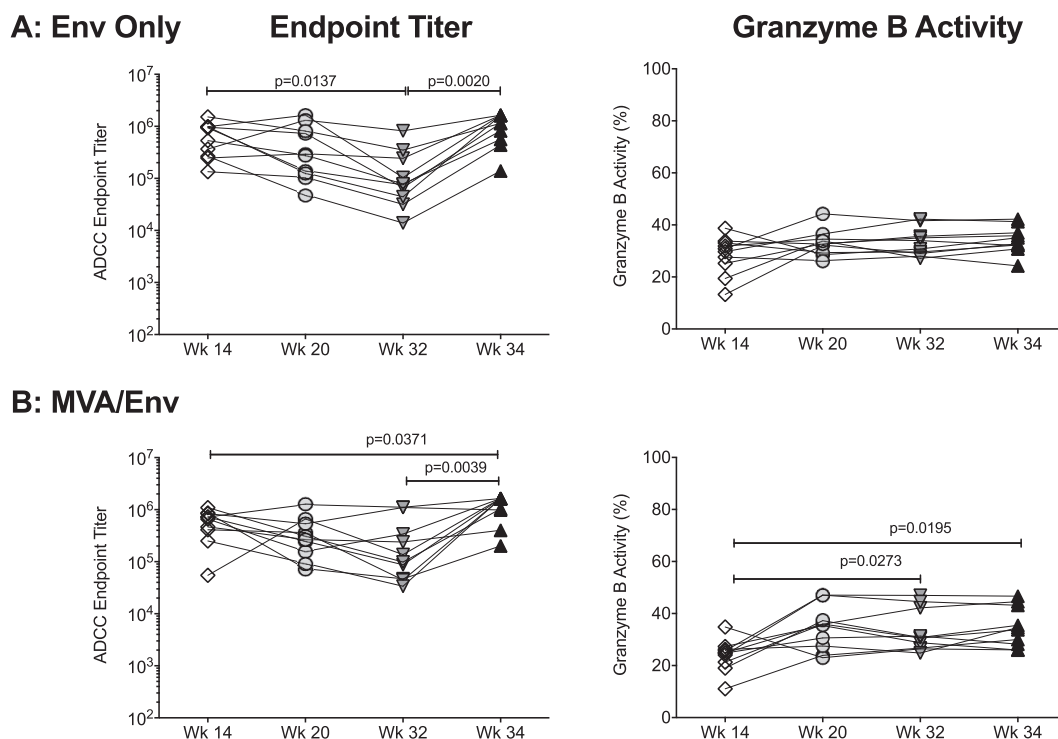 A: Env Only
Endpoint Titer
Granzyme B Activity
ADCC Endpoint Titer
10^7
10^6
10^5
10^4
10^3
10^2
p=0.0137
p=0.0020
Wk 14 Wk 20 Wk 32 Wk 34
Granzyme B Activity (%)
100
80
60
40
20
0
Wk 14 Wk 20 Wk 32 Wk 34
B: MVA/Env
ADCC Endpoint Titer
10^7
10^6
10^5
10^4
10^3
10^2
p=0.0371
p=0.0039
Wk 14 Wk 20 Wk 32 Wk 34
Granzyme B Activity (%)
100
80
60
40
20
0
p=0.0195
p=0.0273
Wk 14 Wk 20 Wk 32 Wk 34